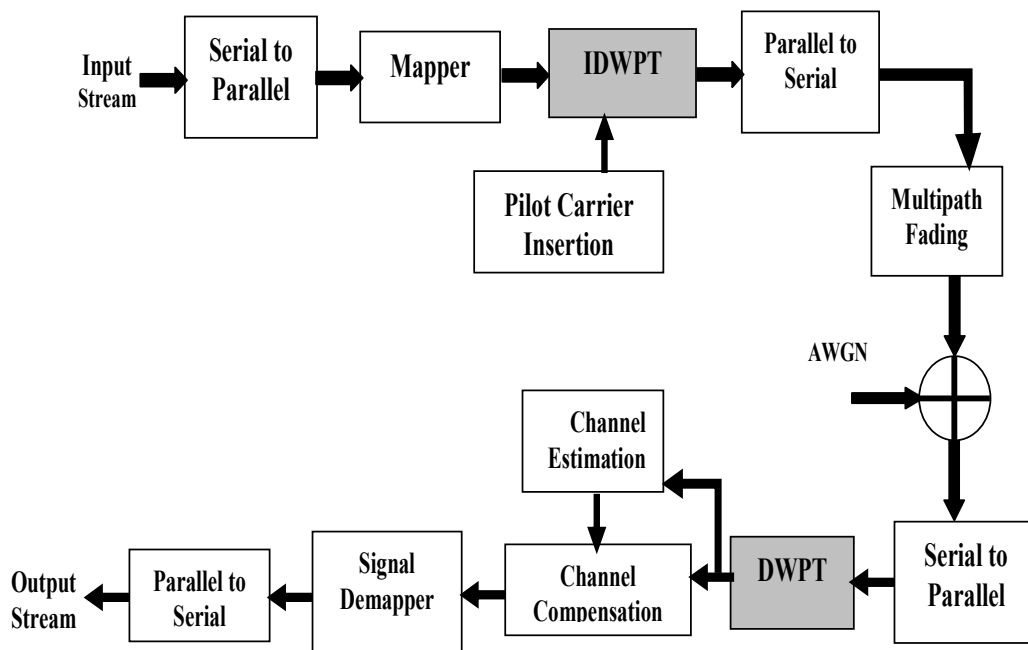 Input
Stream
Serial to
Parallel
Mapper
IDWPT
Parallel to
Serial
Pilot Carrier
Insertion
Multipath
Fading
AWGN
Channel
Estimation
Serial to
Parallel
DWPT
Channel
Compensation
Signal
Demapper
Parallel to
Serial
Output
Stream